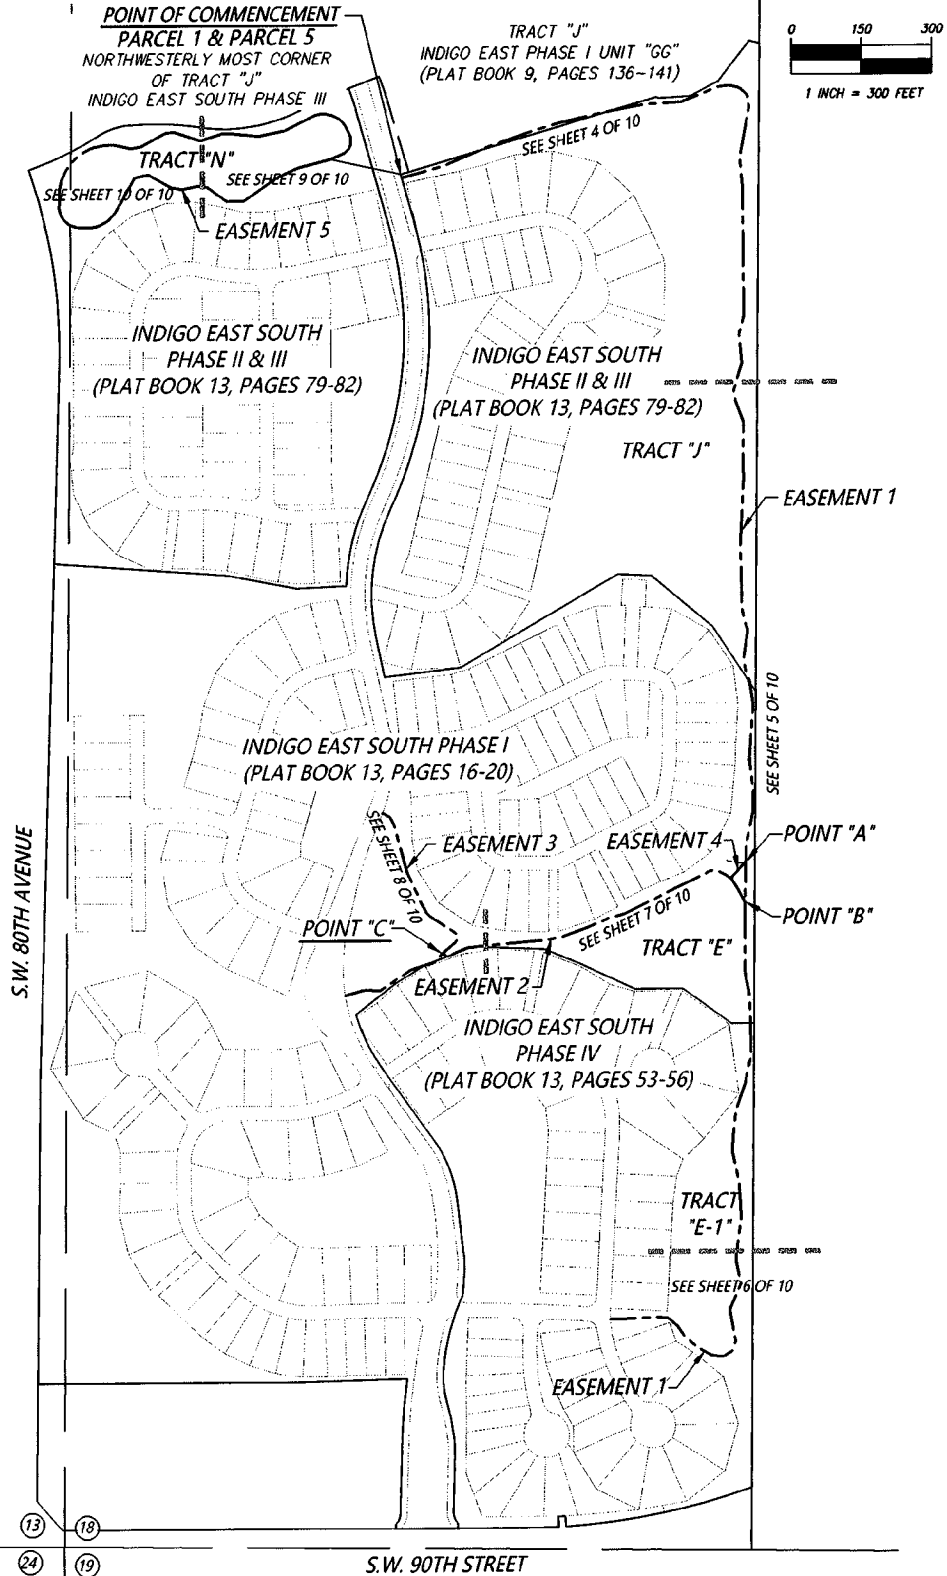 POINT OF COMMENCEMENT
PARCEL 1 & PARCEL 5
NORTHWESTERLY MOST CORNER
OF TRACT "J"
INDIGO EAST SOUTH PHASE III
TRACT "J"
INDIGO EAST PHASE I UNIT "GG"
(PLAT BOOK 9, PAGES 136~141)
0 150 300
1 INCH = 300 FEET
SEE SHEET 4 OF 10
TRACT "N"
SEE SHEET 10 OF 10
SEE SHEET 9 OF 10
EASEMENT 5
INDIGO EAST SOUTH
PHASE II & III
(PLAT BOOK 13, PAGES 79-82)
INDIGO EAST SOUTH
PHASE II & III
(PLAT BOOK 13, PAGES 79-82)
TRACT "J"
EASEMENT 1
SEE SHEET 5 OF 10
INDIGO EAST SOUTH PHASE I
(PLAT BOOK 13, PAGES 16-20)
S.W. 80TH AVENUE
SEE SHEET 8 OF 10
EASEMENT 3
EASEMENT 4
POINT "A"
POINT "B"
POINT "C"
SEE SHEET 7 OF 10
TRACT "E"
EASEMENT 2
INDIGO EAST SOUTH
PHASE IV
(PLAT BOOK 13, PAGES 53-56)
TRACT
"E-1"
SEE SHEET 6 OF 10
EASEMENT 1
13 18
24 19
S.W. 90TH STREET